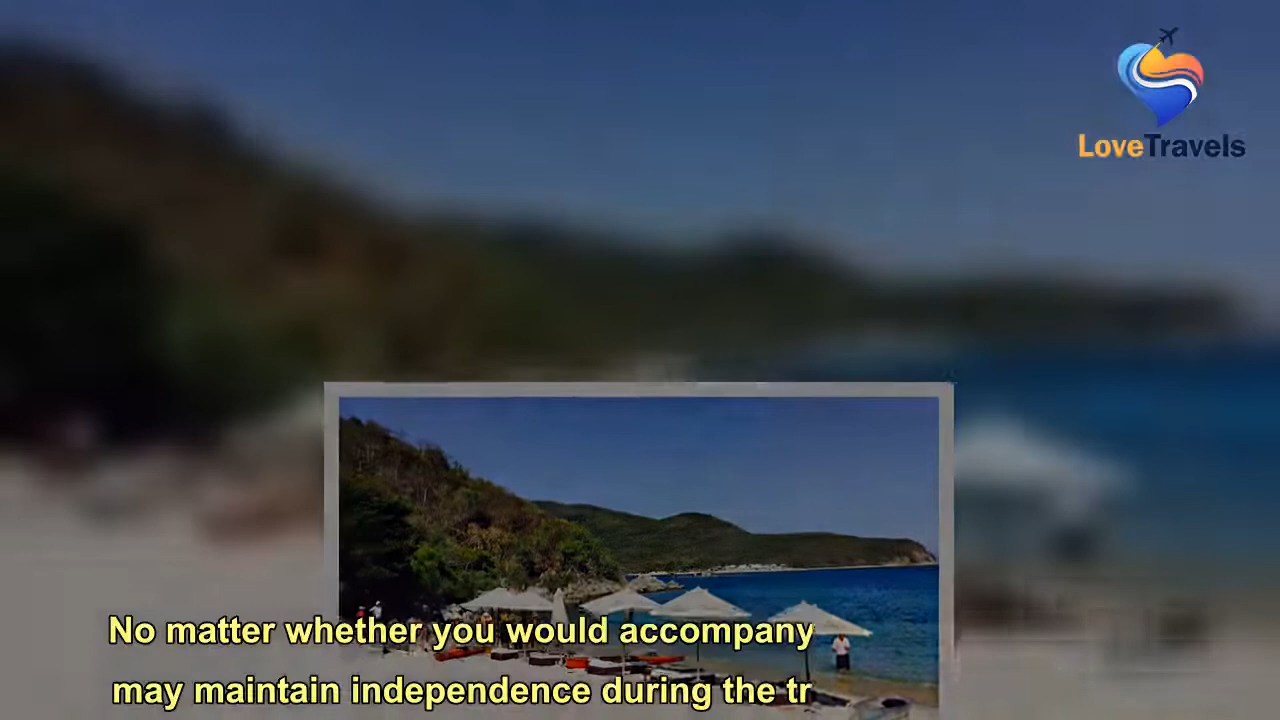 LoveTravels
No matter whether you would accompany
may maintain independence during the tr